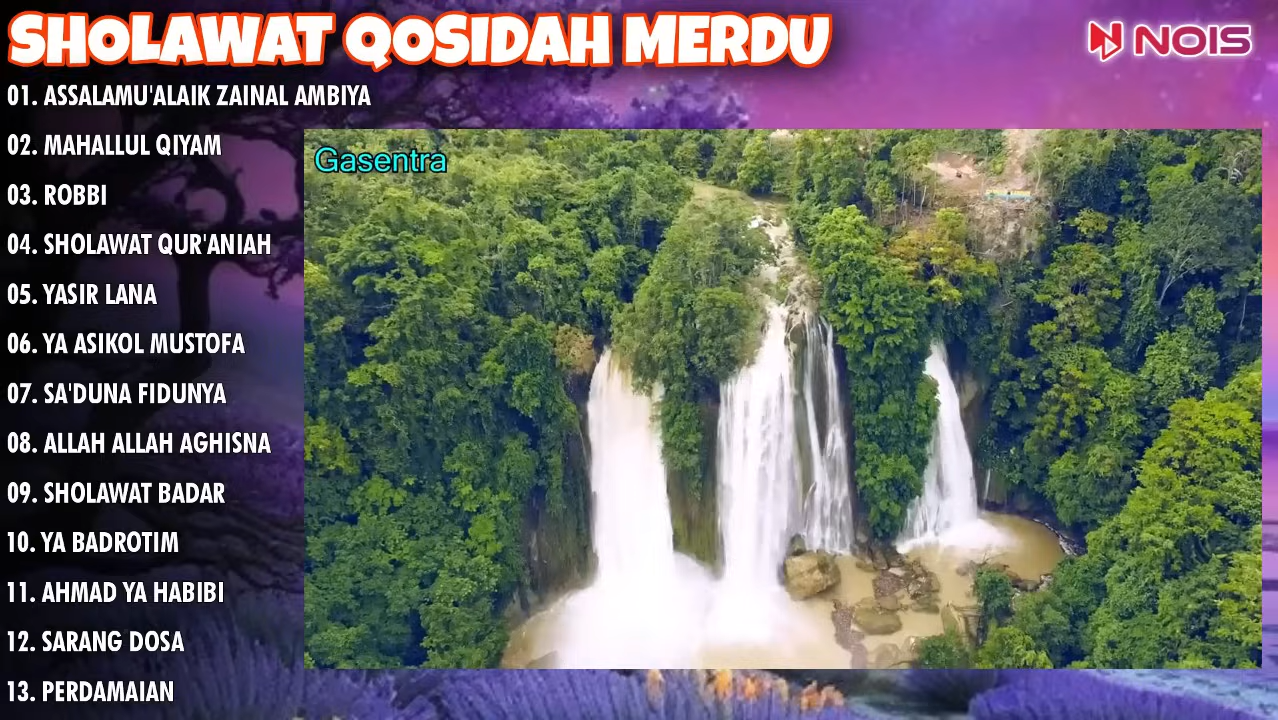 SHOLAWAT QOSIDAH MERDU
NOIS
01. ASSALAMU'ALAIK ZAINAL AMBIYA
02. MAHALLUL QIYAM
03. ROBBI
04. SHOLAWAT QUR'ANIAH
05. YASIR LANA
06. YA ASIKOL MUSTOFA
07. SA'DUNA FIDUNYA
08. ALLAH ALLAH AGHISNA
09. SHOLAWAT BADAR
10. YA BADROTIM
11. AHMAD YA HABIBI
12. SARANG DOSA
13. PERDAMAIAN
Gasentra